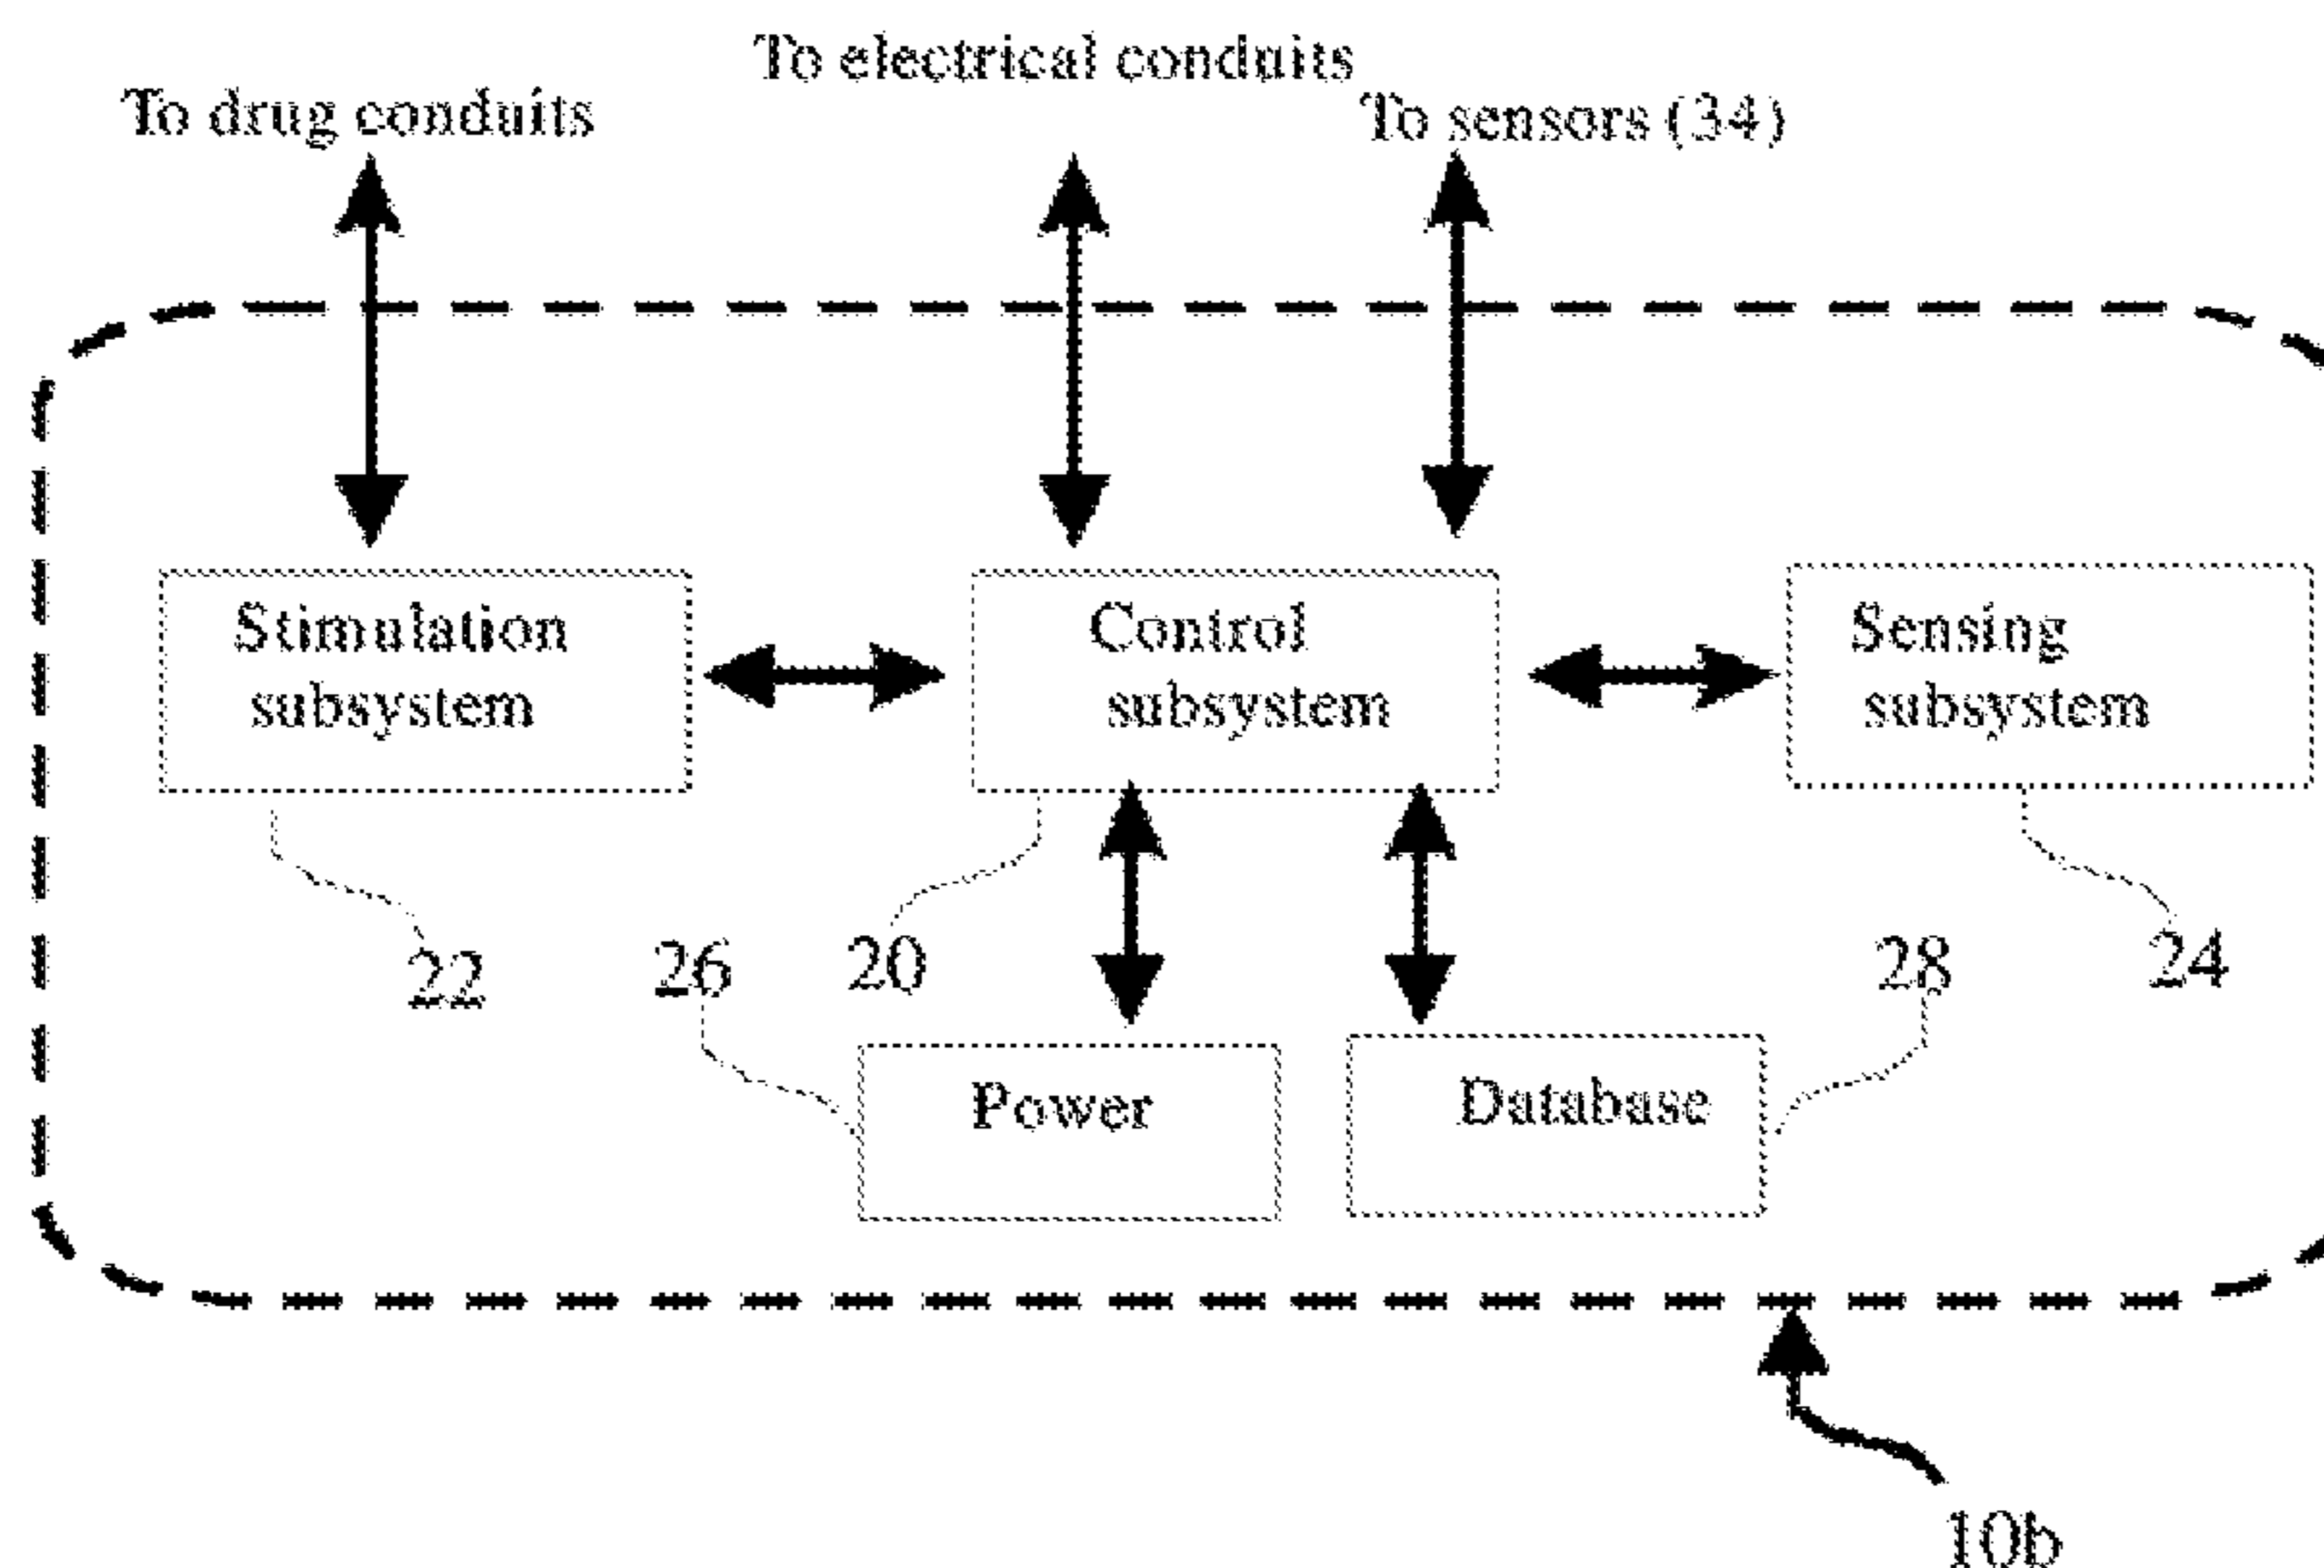 To electrical conduits
To drug conduits
To sensors (34)
Stimulation
subsystem
Control
subsystem
Sensing
subsystem
22
26
20
28
24
Power
Database
10b